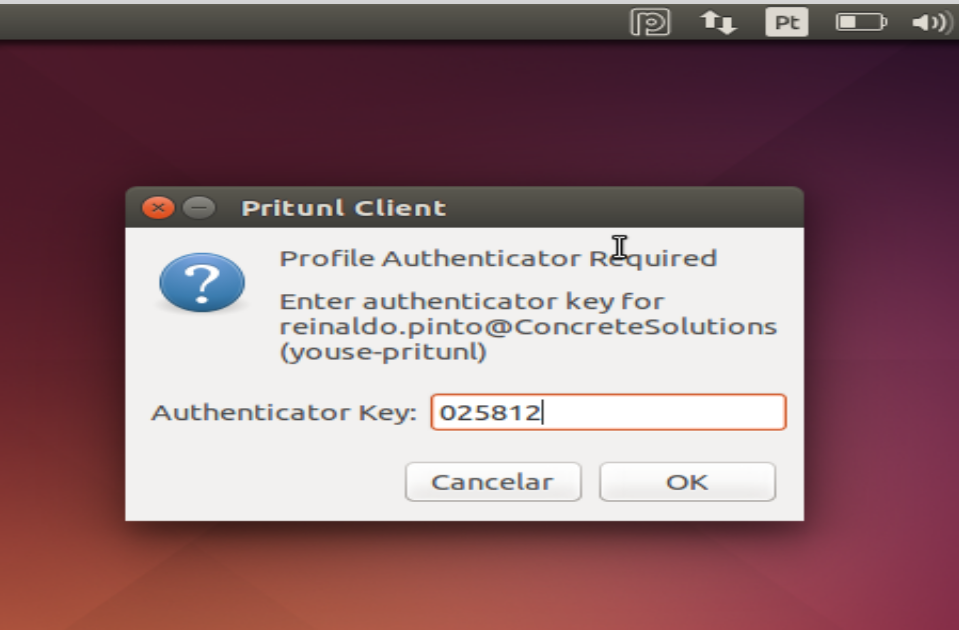 Pt
Pritunl Client
Profile Authenticator Required
Enter authenticator key for
reinaldo.pinto@ConcreteSolutions
(youse-pritunl)
Authenticator Key: 025812
Cancelar OK